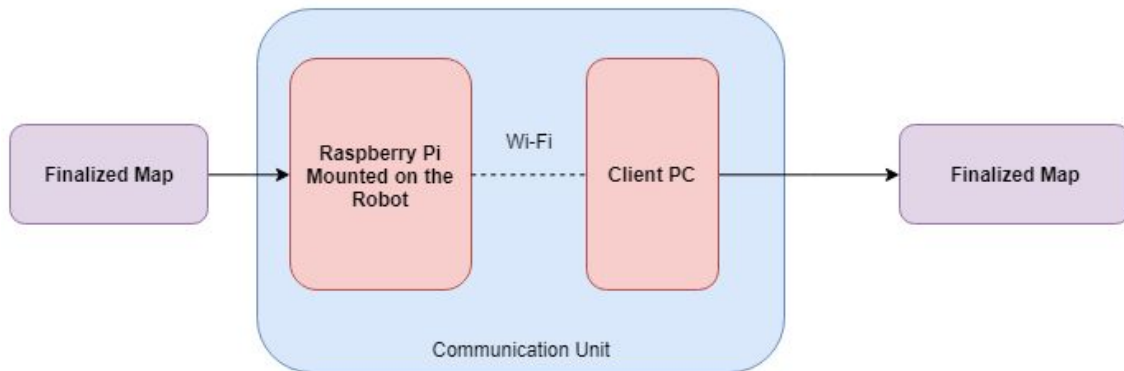 Finalized Map
Raspberry Pi
Mounted on the
Robot
Wi-Fi
Client PC
Finalized Map
Communication Unit